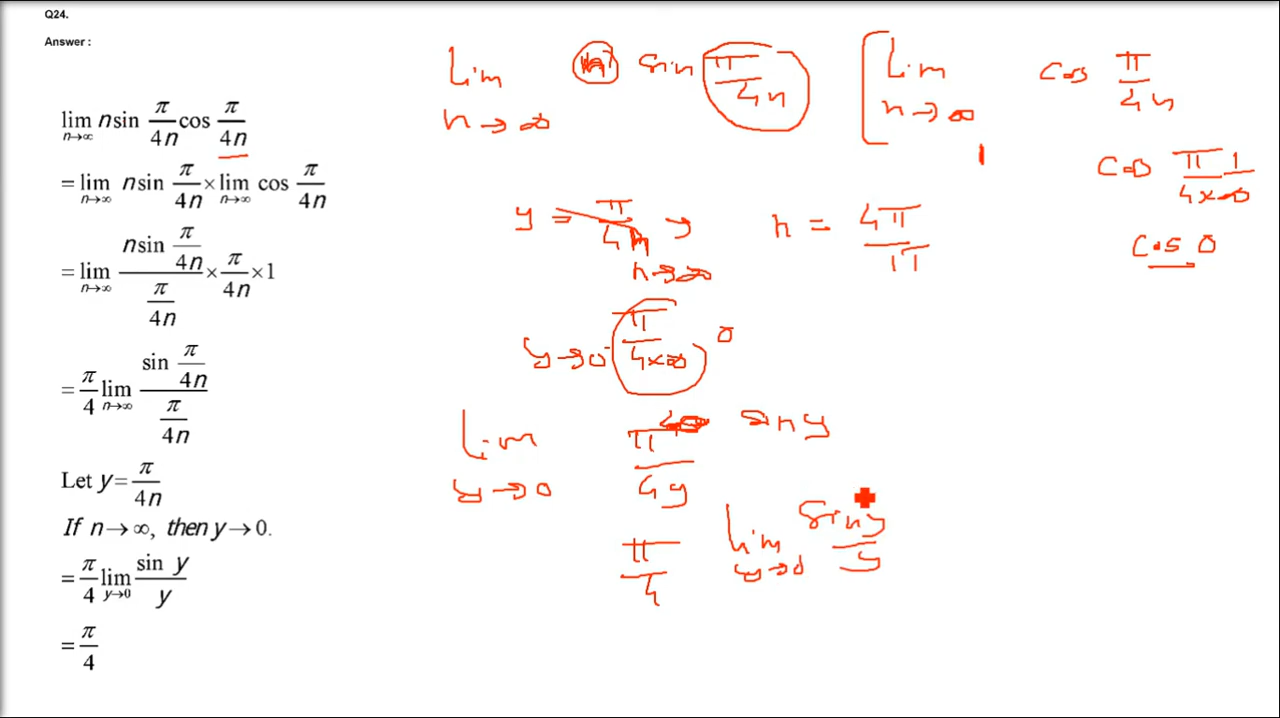 Q24.
Answer :
lim n→∞ n sin π/4n cos π/4n
= lim n→∞ n sin π/4n × lim n→∞ cos π/4n
= lim n→∞ (n sin π/4n)/(π/4n) × π/4n × 1
= π/4 lim n→∞ (sin π/4n)/(π/4n)
Let y = π/4n
If n → ∞, then y → 0.
= π/4 lim y→0 sin y/y
= π/4
lim n→∞ sin π/4n [ lim n→∞ cos π/4n
1
cos π/4×∞ 1
cos 0
y = π/4n → n = 4π/π
n→∞
y→0 π/4×∞ 0
lim y→0 π/4y sin y
π/4 lim y→0 sin y/y